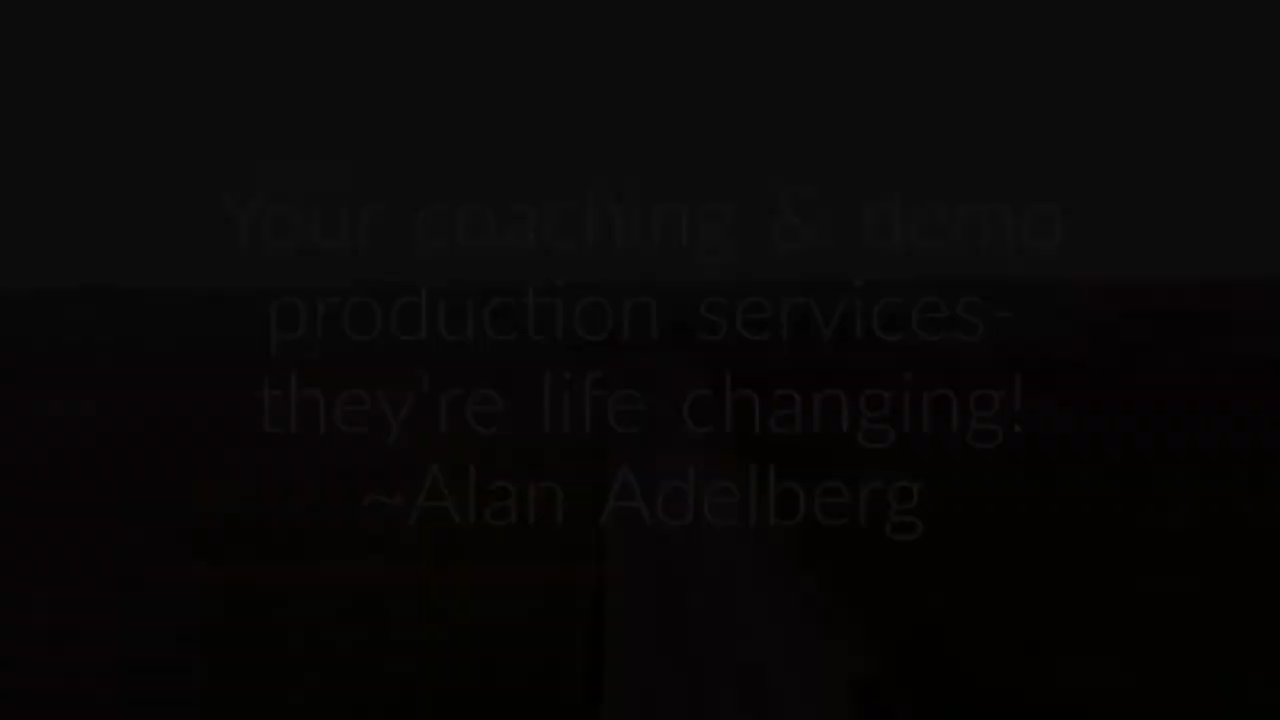 Your coaching & demo
production services-
they're life changing!
~Alan Adelberg